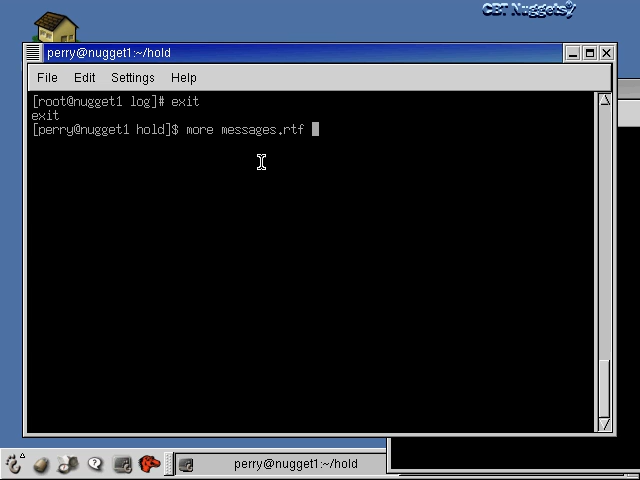 CBT Nuggets
perry@nugget1:~/hold
File Edit Settings Help
[root@nugget1 log]# exit
exit
[perry@nugget1 hold]$ more messages.rtf
perry@nugget1:~/hold